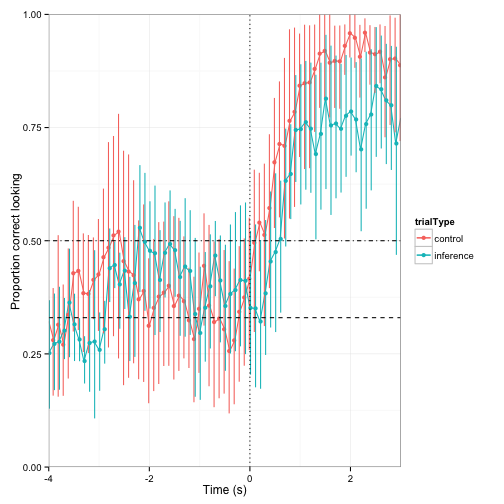 1.00
0.75
0.50
0.25
0.00
Proportion correct looking
-4
-2
0
2
Time (s)
trialType
control
inference